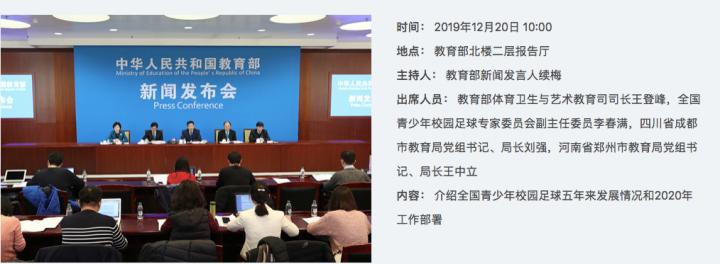 中华人民共和国教育部
Ministry of Education of the People's Republic of China
新闻发布会
Press Conference
时间： 2019年12月20日 10:00
地点： 教育部北楼二层报告厅
主持人： 教育部新闻发言人续梅
出席人员： 教育部体育卫生与艺术教育司司长王登峰，全国
青少年校园足球专家委员会副主任委员李春满，四川省成都
市教育局党组书记、局长刘强，河南省郑州市教育局党组书
记、局长王中立
内容： 介绍全国青少年校园足球五年来发展情况和2020年
工作部署